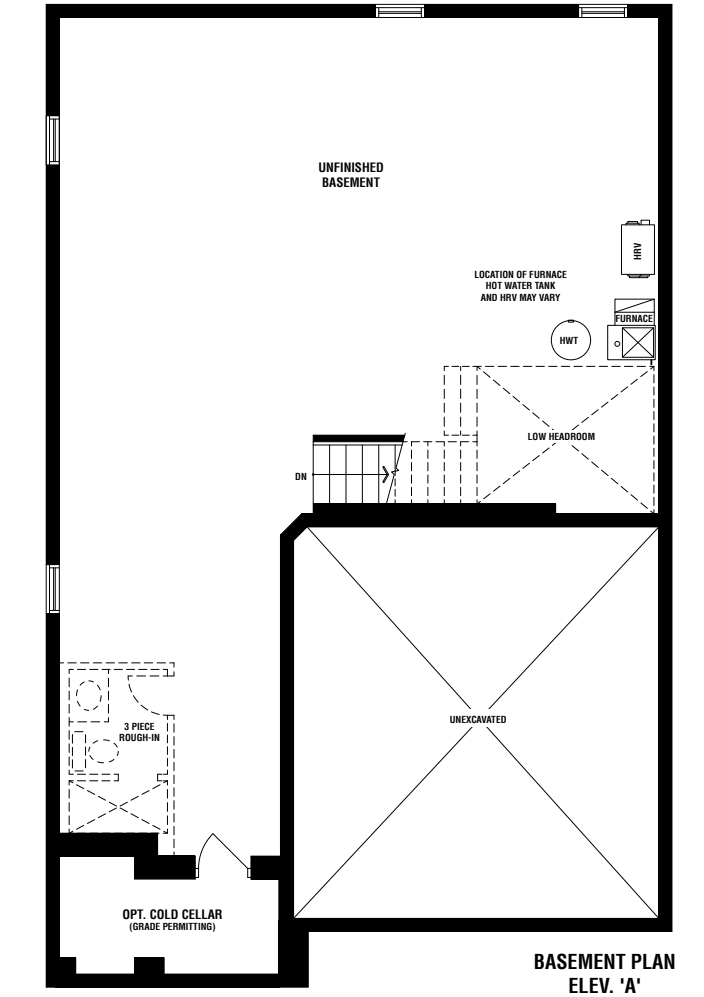 UNFINISHED
BASEMENT
HRV
LOCATION OF FURNACE
HOT WATER TANK
AND HRV MAY VARY
FURNACE
HWT
LOW HEADROOM
DN
UNEXCAVATED
3 PIECE
ROUGH-IN
OPT. COLD CELLAR
(GRADE PERMITTING)
BASEMENT PLAN
ELEV. 'A'